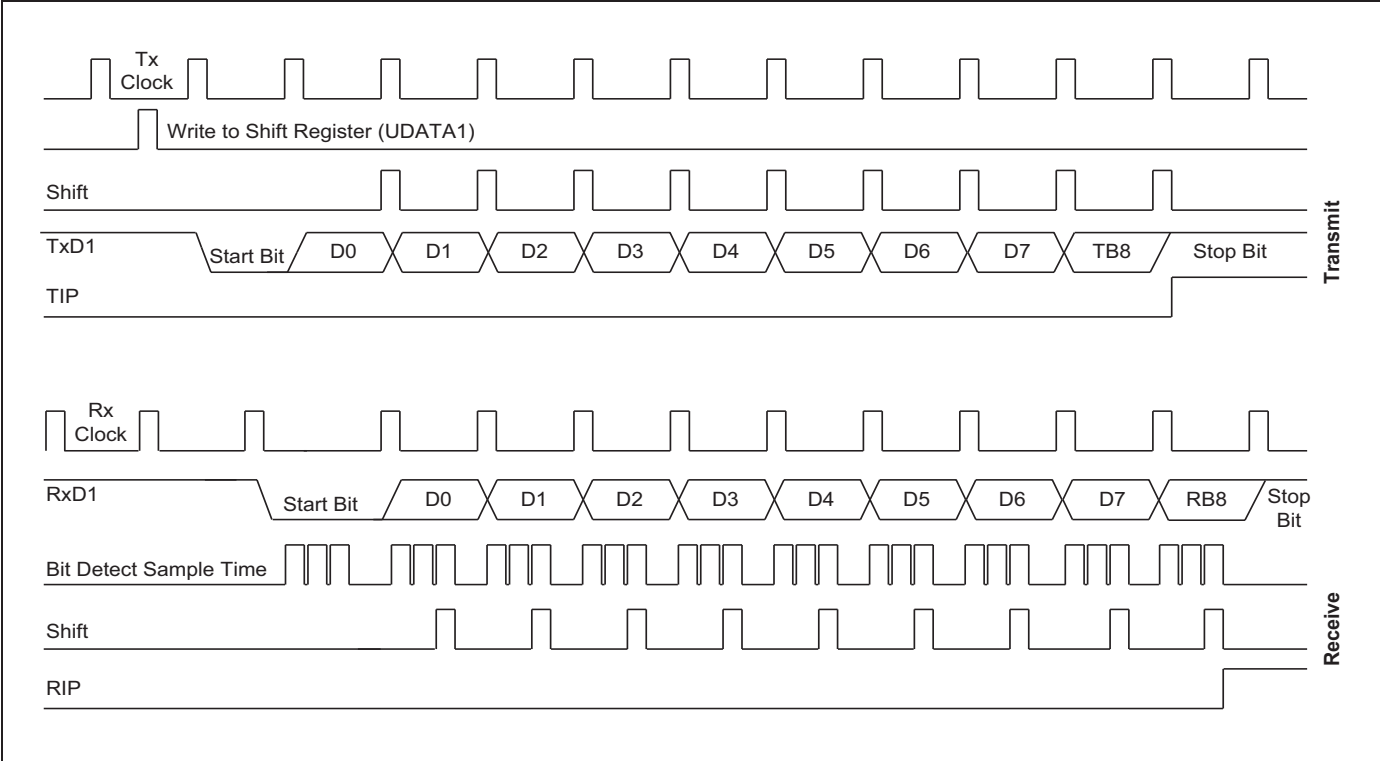 Tx
Clock
Write to Shift Register (UDATA1)
Shift
TxD1
Start Bit
D0
D1
D2
D3
D4
D5
D6
D7
TB8
Stop Bit
TIP
Transmit
Rx
Clock
RxD1
Start Bit
D0
D1
D2
D3
D4
D5
D6
D7
RB8
Stop
Bit
Bit Detect Sample Time
Shift
RIP
Receive